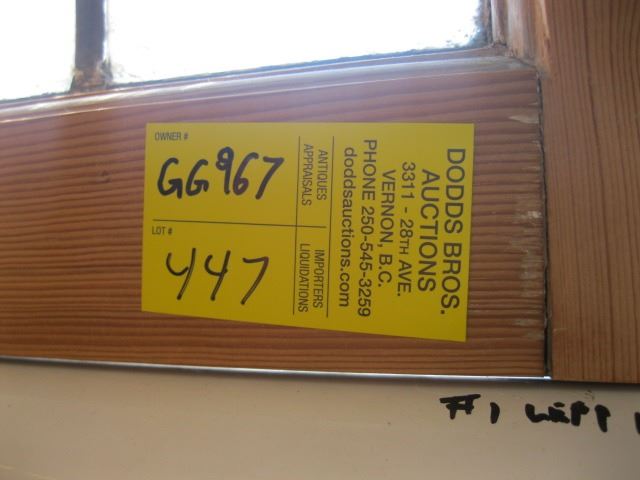 DODDS BROS.
AUCTIONS
3311 - 28TH AVE.
VERNON, B.C.
PHONE 250-545-3259
doddsauctions.com
ANTIQUES
APPRAISALS
IMPORTERS
LIQUIDATIONS
OWNER #
GG967
LOT #
447
#1